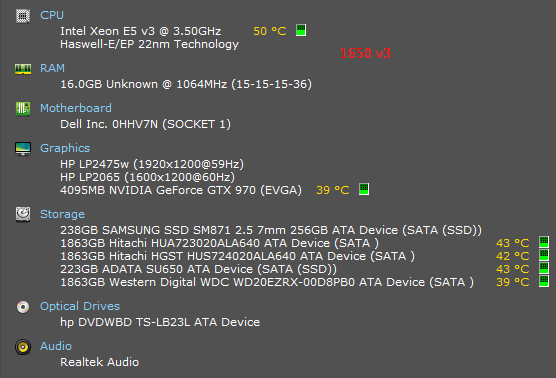 CPU
Intel Xeon E5 v3 @ 3.50GHz 50 °C
Haswell-E/EP 22nm Technology
1650 v3
RAM
16.0GB Unknown @ 1064MHz (15-15-15-36)
Motherboard
Dell Inc. 0HHV7N (SOCKET 1)
Graphics
HP LP2475w (1920x1200@59Hz)
HP LP2065 (1600x1200@60Hz)
4095MB NVIDIA GeForce GTX 970 (EVGA) 39 °C
Storage
238GB SAMSUNG SSD SM871 2.5 7mm 256GB ATA Device (SATA (SSD))
1863GB Hitachi HUA723020ALA640 ATA Device (SATA ) 43 °C
1863GB Hitachi HGST HUS724020ALA640 ATA Device (SATA ) 42 °C
223GB ADATA SU650 ATA Device (SATA (SSD)) 43 °C
1863GB Western Digital WDC WD20EZRX-00D8PB0 ATA Device (SATA ) 39 °C
Optical Drives
hp DVDWBD TS-LB23L ATA Device
Audio
Realtek Audio